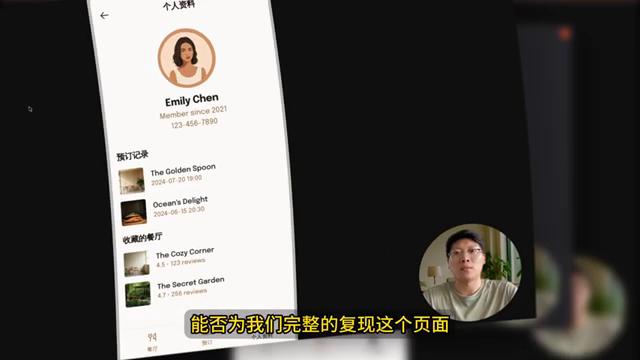 个人资料
Emily Chen
Member since 2021
123-456-7890
预订记录
The Golden Spoon
2024-07-20 19:00
Ocean's Delight
2024-06-15 20:30
收藏的餐厅
The Cozy Corner
4.5 · 123 reviews
The Secret Garden
4.7 · 256 reviews
餐厅
预订
个人资料
能否为我们完整的复现这个页面